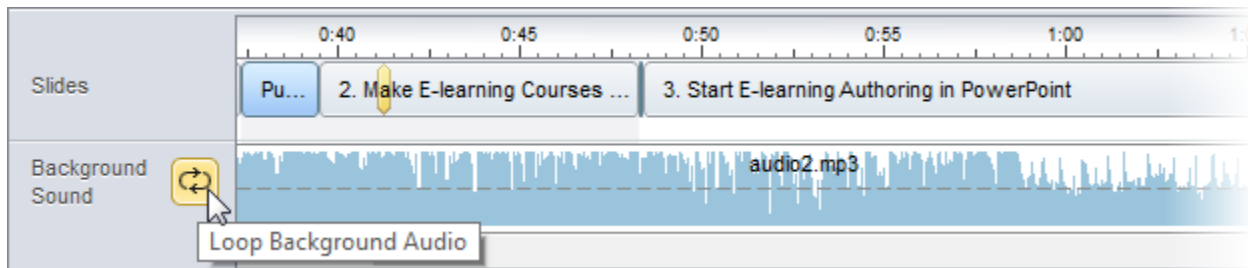 0:40 0:45 0:50 0:55 1:00
Slides
Pu... 2. Make E-learning Courses ... 3. Start E-learning Authoring in PowerPoint
Background
Sound
audio2.mp3
Loop Background Audio